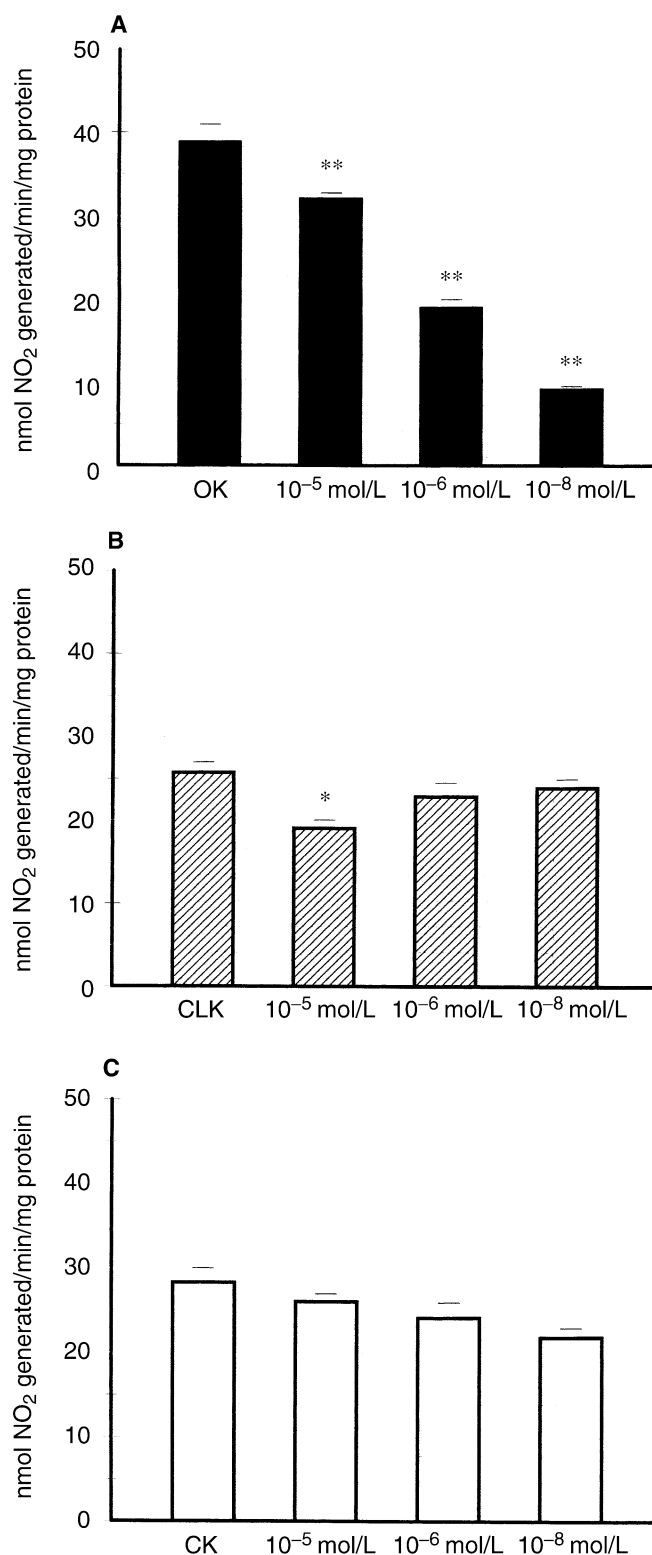 A
50
40
30
20
10
0
nmol NO2 generated/min/mg protein
**
**
**
OK 10–5 mol/L 10–6 mol/L 10–8 mol/L
B
50
40
30
20
10
0
nmol NO2 generated/min/mg protein
*
CLK 10–5 mol/L 10–6 mol/L 10–8 mol/L
C
50
40
30
20
10
0
nmol NO2 generated/min/mg protein
CK 10–5 mol/L 10–6 mol/L 10–8 mol/L